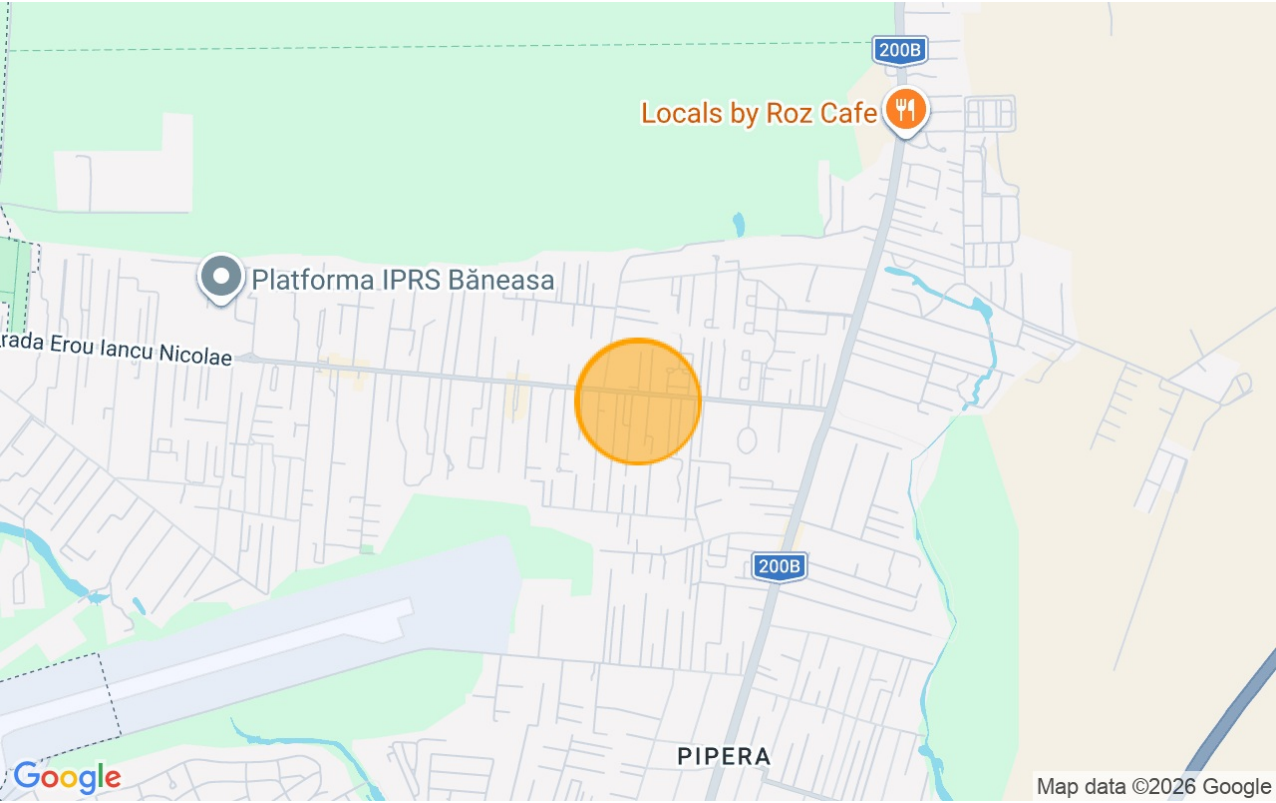 200B
Locals by Roz Cafe
Platforma IPRS Băneasa
rada Erou Iancu Nicolae
200B
PIPERA
Google
Map data ©2026 Google